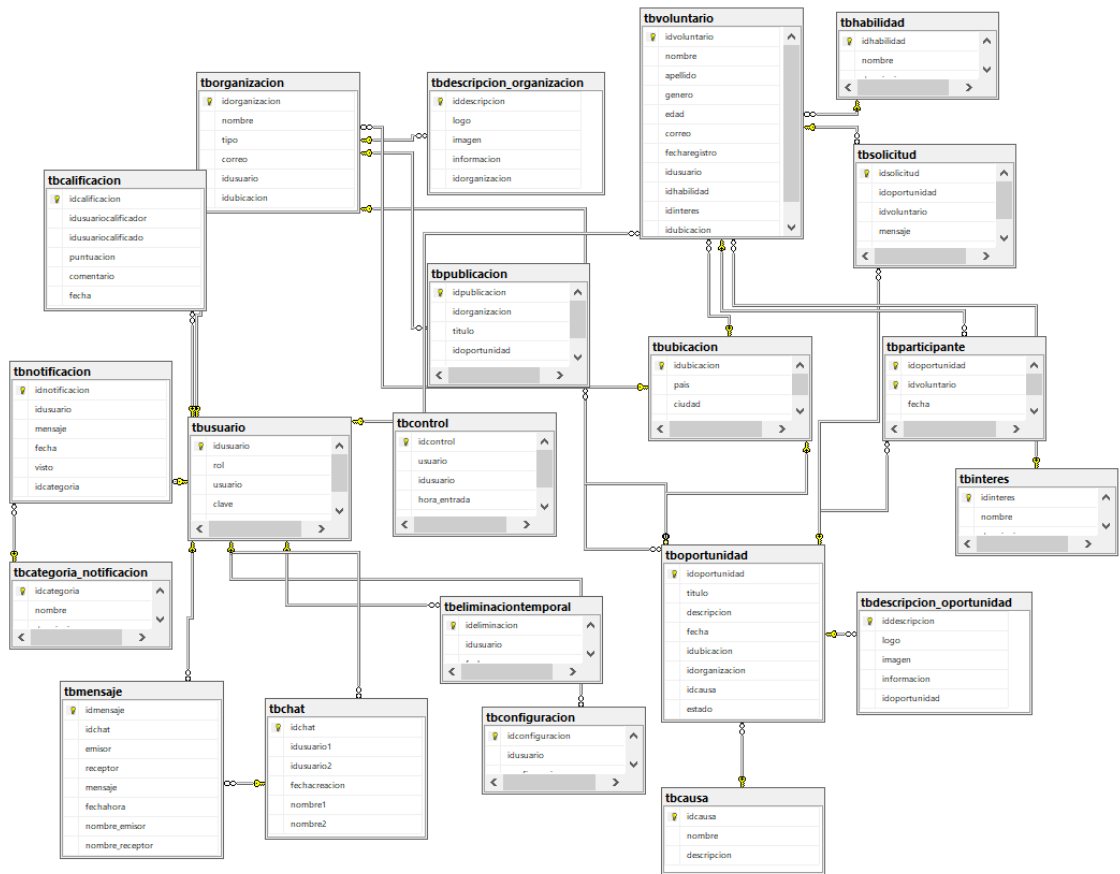 tbvoluntario
idvoluntario
nombre
apellido
genero
edad
correo
fecharegistro
idusuario
idhabilidad
idinteres
idubicacion
tbhabilidad
idhabilidad
nombre
tborganizacion
idorganizacion
nombre
tipo
correo
idusuario
idubicacion
tbdescripcion_organizacion
iddescripcion
logo
imagen
informacion
idorganizacion
tbsolicitud
idsolicitud
idoportunidad
idvoluntario
mensaje
tbcalificacion
idcalificacion
idusuariocalificador
idusuariocalificado
puntuacion
comentario
fecha
tbpublicacion
idpublicacion
idorganizacion
titulo
idoportunidad
tbubicacion
idubicacion
pais
ciudad
tbparticipante
idoportunidad
idvoluntario
fecha
tbnotificacion
idnotificacion
idusuario
mensaje
fecha
visto
idcategoria
tbusuario
idusuario
rol
usuario
clave
tbcontrol
idcontrol
usuario
idusuario
hora_entrada
tbinteres
idinteres
nombre
tbcategoria_notificacion
idcategoria
nombre
tboportunidad
idoportunidad
titulo
descripcion
fecha
idubicacion
idorganizacion
idcausa
estado
tbeliminaciontemporal
ideliminacion
idusuario
tbdescripcion_oportunidad
iddescripcion
logo
imagen
informacion
idoportunidad
tbmensaje
idmensaje
idchat
emisor
receptor
mensaje
fechahora
nombre_emisor
nombre_receptor
tbchat
idchat
idusuario1
idusuario2
fechacreacion
nombre1
nombre2
tbconfiguracion
idconfiguracion
idusuario
tbcausa
idcausa
nombre
descripcion